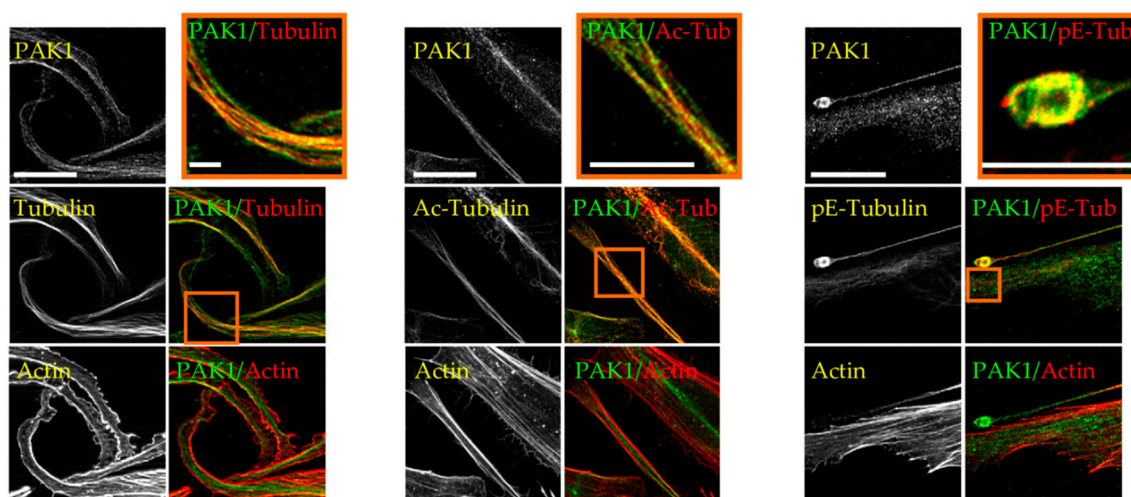 PAK1
PAK1/Tubulin
Tubulin
PAK1/Tubulin
Actin
PAK1/Actin
PAK1
PAK1/Ac-Tub
Ac-Tubulin
PAK1/Ac-Tub
Actin
PAK1/Actin
PAK1
PAK1/pE-Tub
pE-Tubulin
PAK1/pE-Tub
Actin
PAK1/Actin